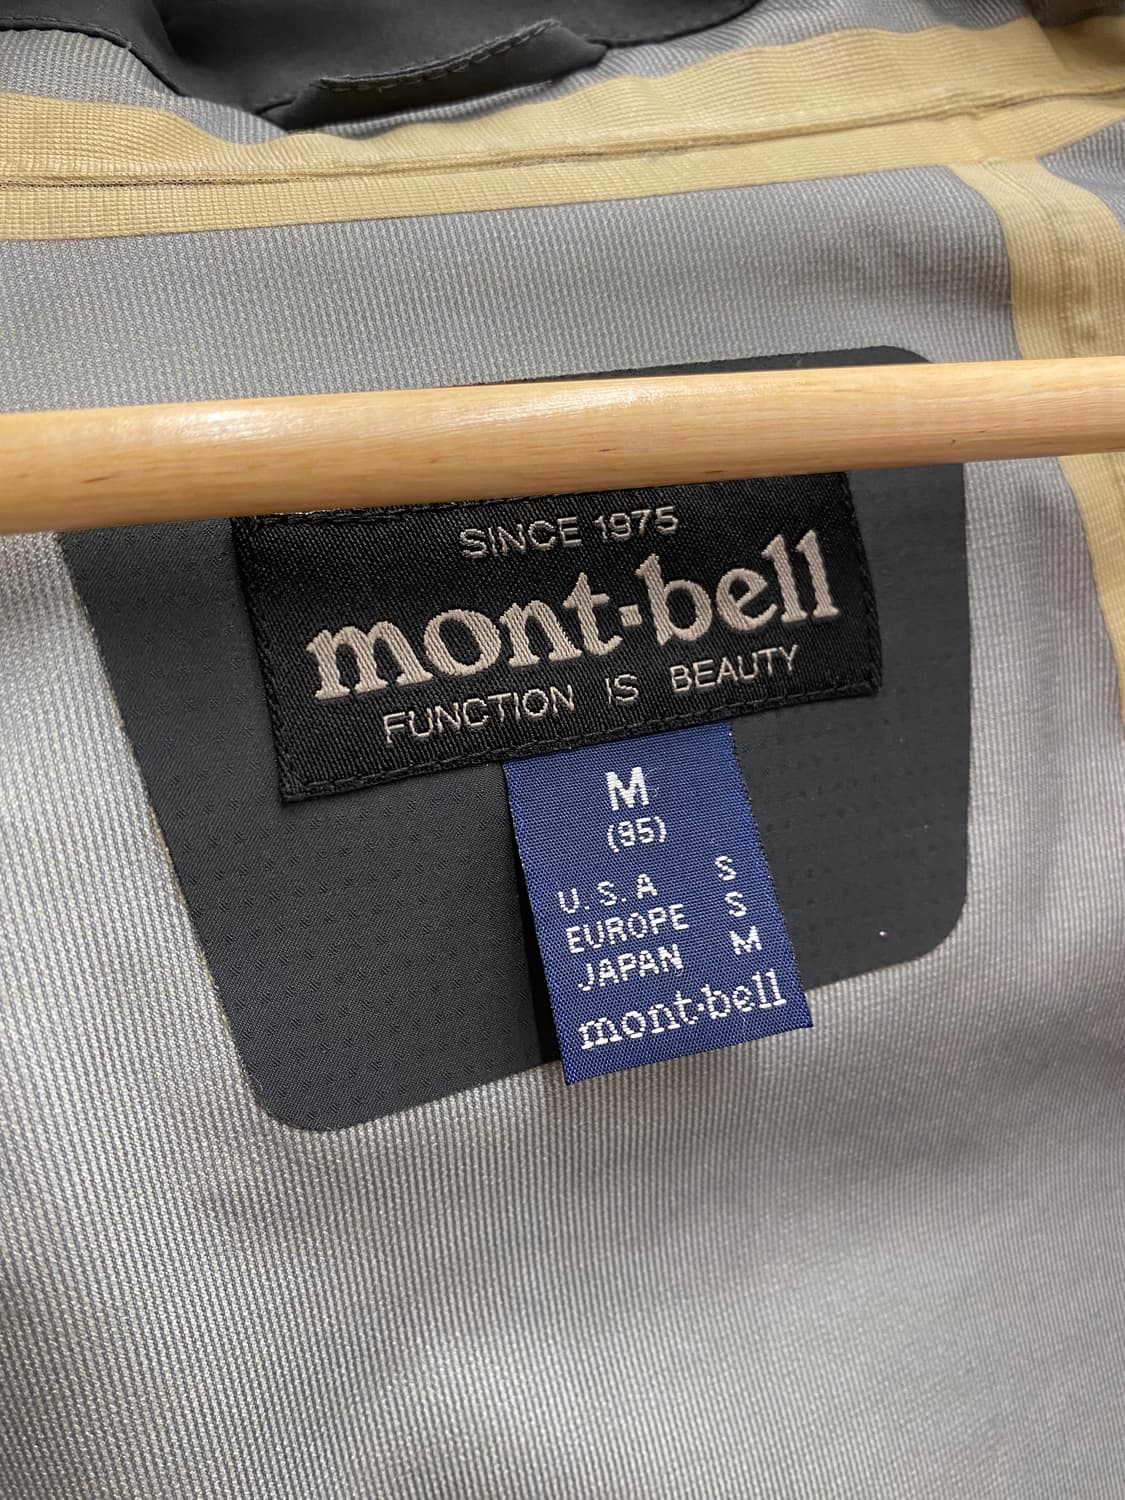 SINCE 1975
mont-bell
FUNCTION IS BEAUTY
M
(95)
U.S.A S
EUROPE S
JAPAN M
mont-bell